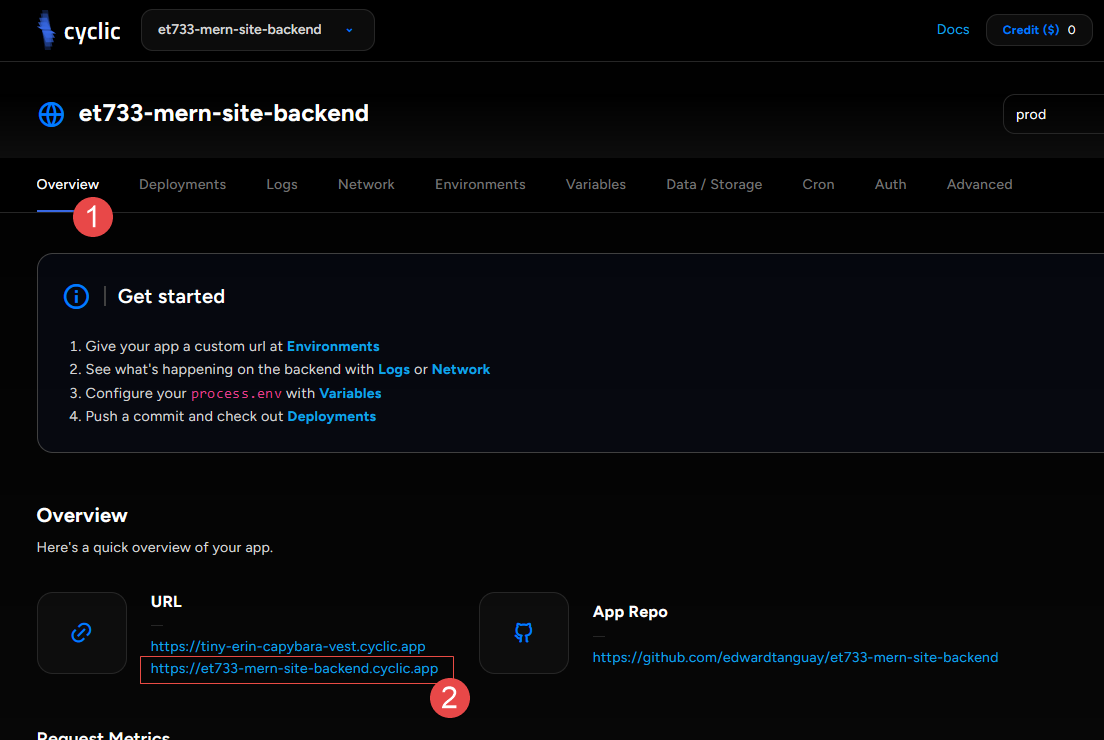 cyclic
et733-mern-site-backend
Docs
Credit ($) 0
et733-mern-site-backend
prod
Overview Deployments Logs Network Environments Variables Data / Storage Cron Auth Advanced
1
Get started
1. Give your app a custom url at Environments
2. See what's happening on the backend with Logs or Network
3. Configure your process.env with Variables
4. Push a commit and check out Deployments
Overview
Here's a quick overview of your app.
URL
https://tiny-erin-capybara-vest.cyclic.app
https://et733-mern-site-backend.cyclic.app
2
App Repo
https://github.com/edwardtanguay/et733-mern-site-backend
Request Metrics